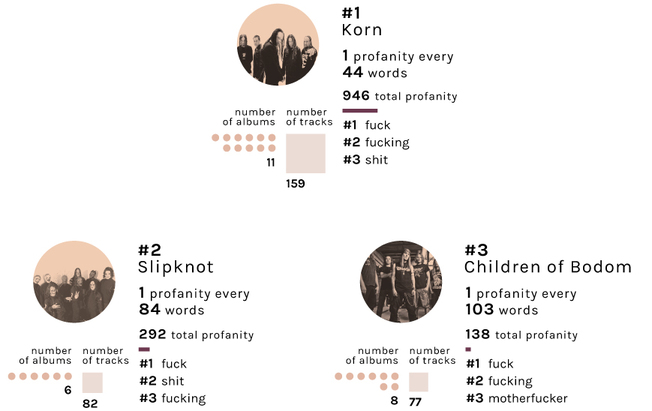 #1
Korn
1 profanity every
44 words
946 total profanity
number
of albums
number
of tracks
11
159
#1 fuck
#2 fucking
#3 shit
#2
Slipknot
1 profanity every
84 words
292 total profanity
number
of albums
number
of tracks
6
82
#1 fuck
#2 shit
#3 fucking
#3
Children of Bodom
1 profanity every
103 words
138 total profanity
number
of albums
number
of tracks
8
77
#1 fuck
#2 fucking
#3 motherfucker